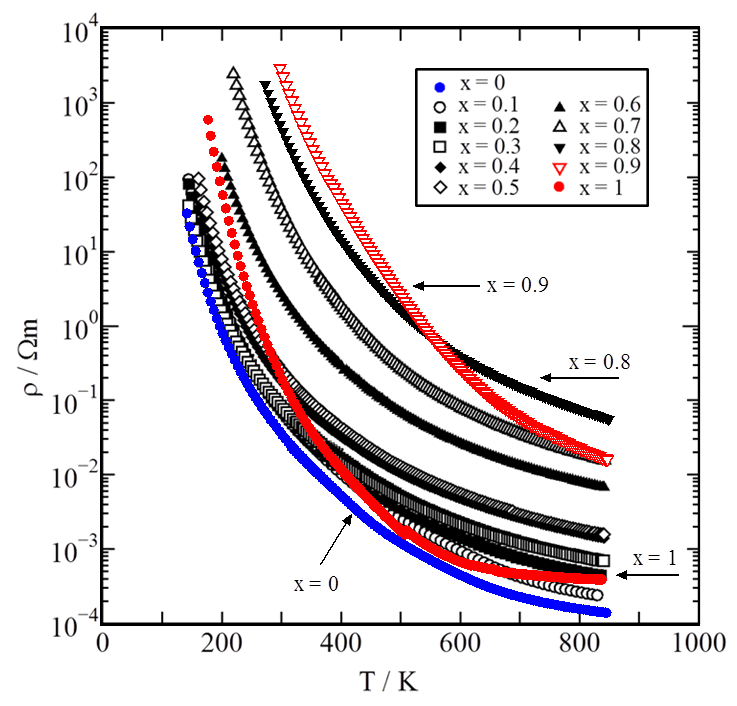 10^4
10^3
10^2
10^1
10^0
10^-1
10^-2
10^-3
10^-4
ρ / Ωm
x = 0
x = 0.1
x = 0.2
x = 0.3
x = 0.4
x = 0.5
x = 0.6
x = 0.7
x = 0.8
x = 0.9
x = 1
x = 0.9
x = 0.8
x = 1
x = 0
0 200 400 600 800 1000
T / K